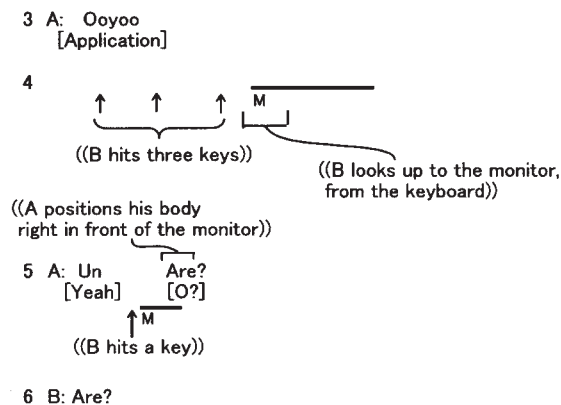 3 A: Ooyoo
[Application]
4
M
((B hits three keys))
((B looks up to the monitor,
from the keyboard))
((A positions his body
right in front of the monitor))
5 A: Un Are?
[Yeah] [O?]
M
((B hits a key))
6 B: Are?